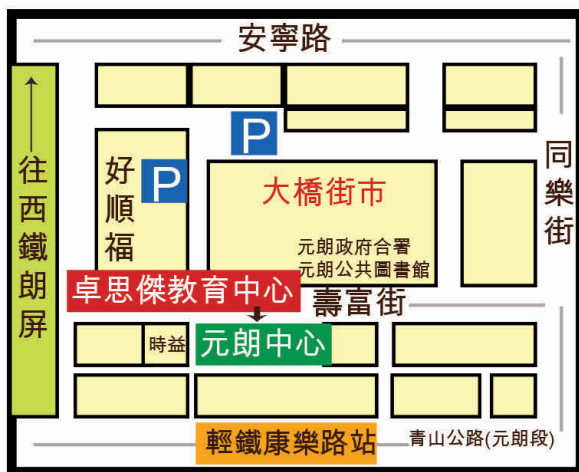 安寧路
P
往西鐵朗屏
好順福
P
大橋街市
同樂街
元朗政府合署
元朗公共圖書館
卓思傑教育中心
壽富街
時益
元朗中心
輕鐵康樂路站
青山公路(元朗段)